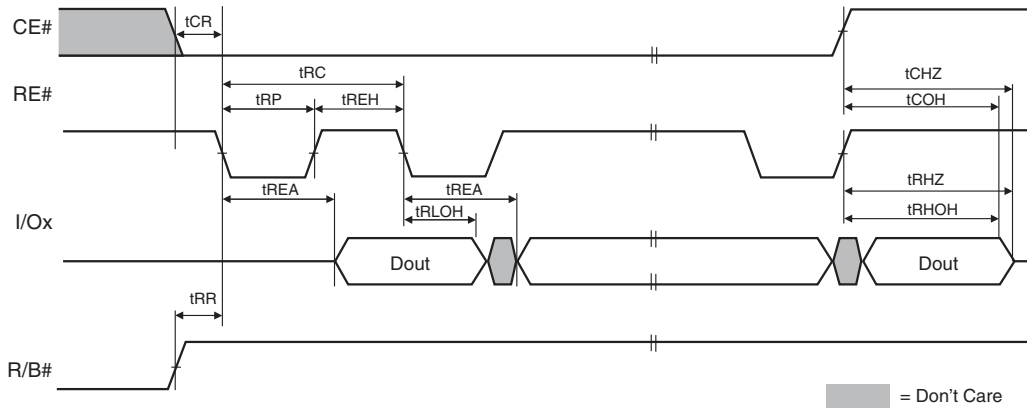 CE#
tCR
tRC
tCHZ
RE#
tRP
tREH
tCOH
tREA
tREA
tRHZ
tRLOH
tRHOH
I/Ox
Dout
Dout
tRR
R/B#
= Don't Care